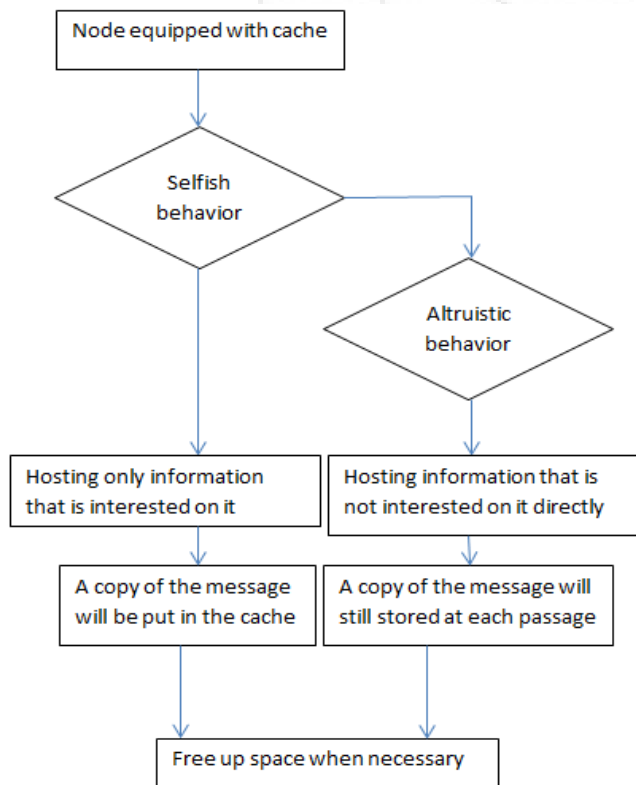 Node equipped with cache
Selfish
behavior
Altruistic
behavior
Hosting only information
that is interested on it
Hosting information that is
not interested on it directly
A copy of the message
will be put in the cache
A copy of the message will
still stored at each passage
Free up space when necessary